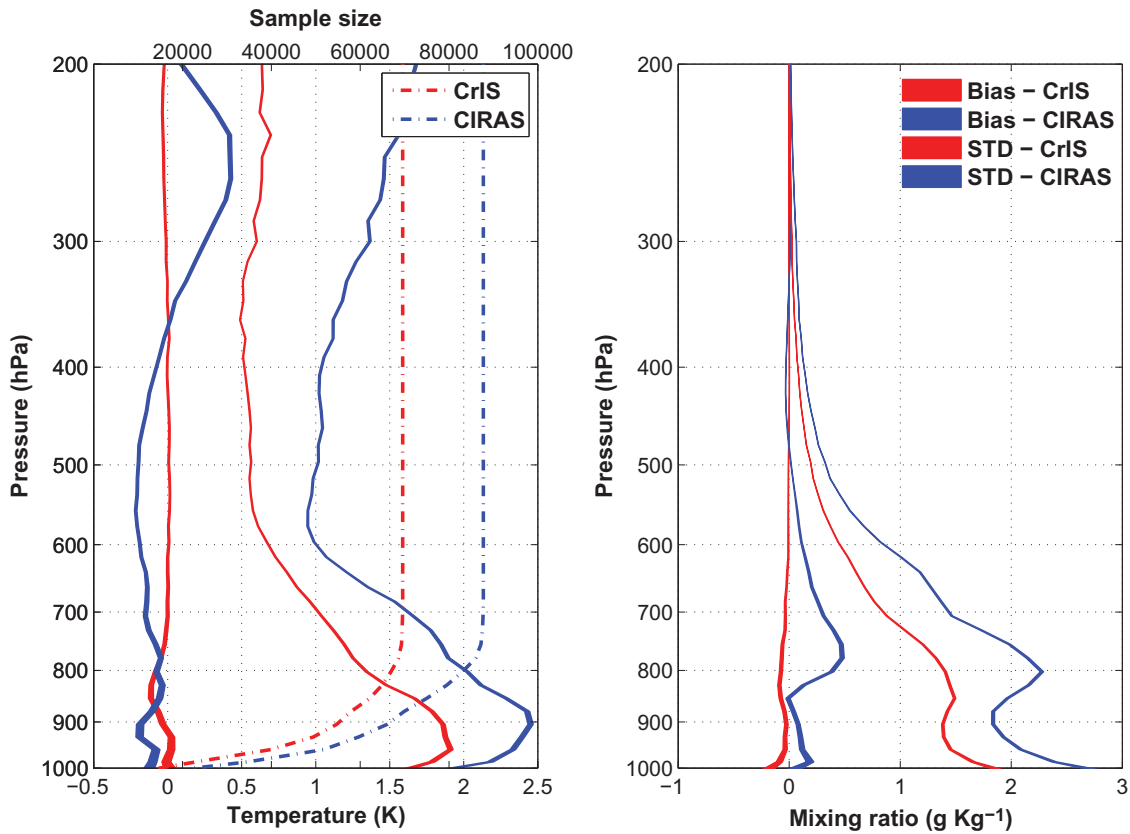 Sample size
20000 40000 60000 80000 100000
200
300
400
500
600
700
800
900
1000
Pressure (hPa)
CrIS
CIRAS
−0.5 0 0.5 1 1.5 2 2.5
Temperature (K)
200
300
400
500
600
700
800
900
1000
Pressure (hPa)
Bias − CrIS
Bias − CIRAS
STD − CrIS
STD − CIRAS
−1 0 1 2 3
Mixing ratio (g Kg⁻¹)